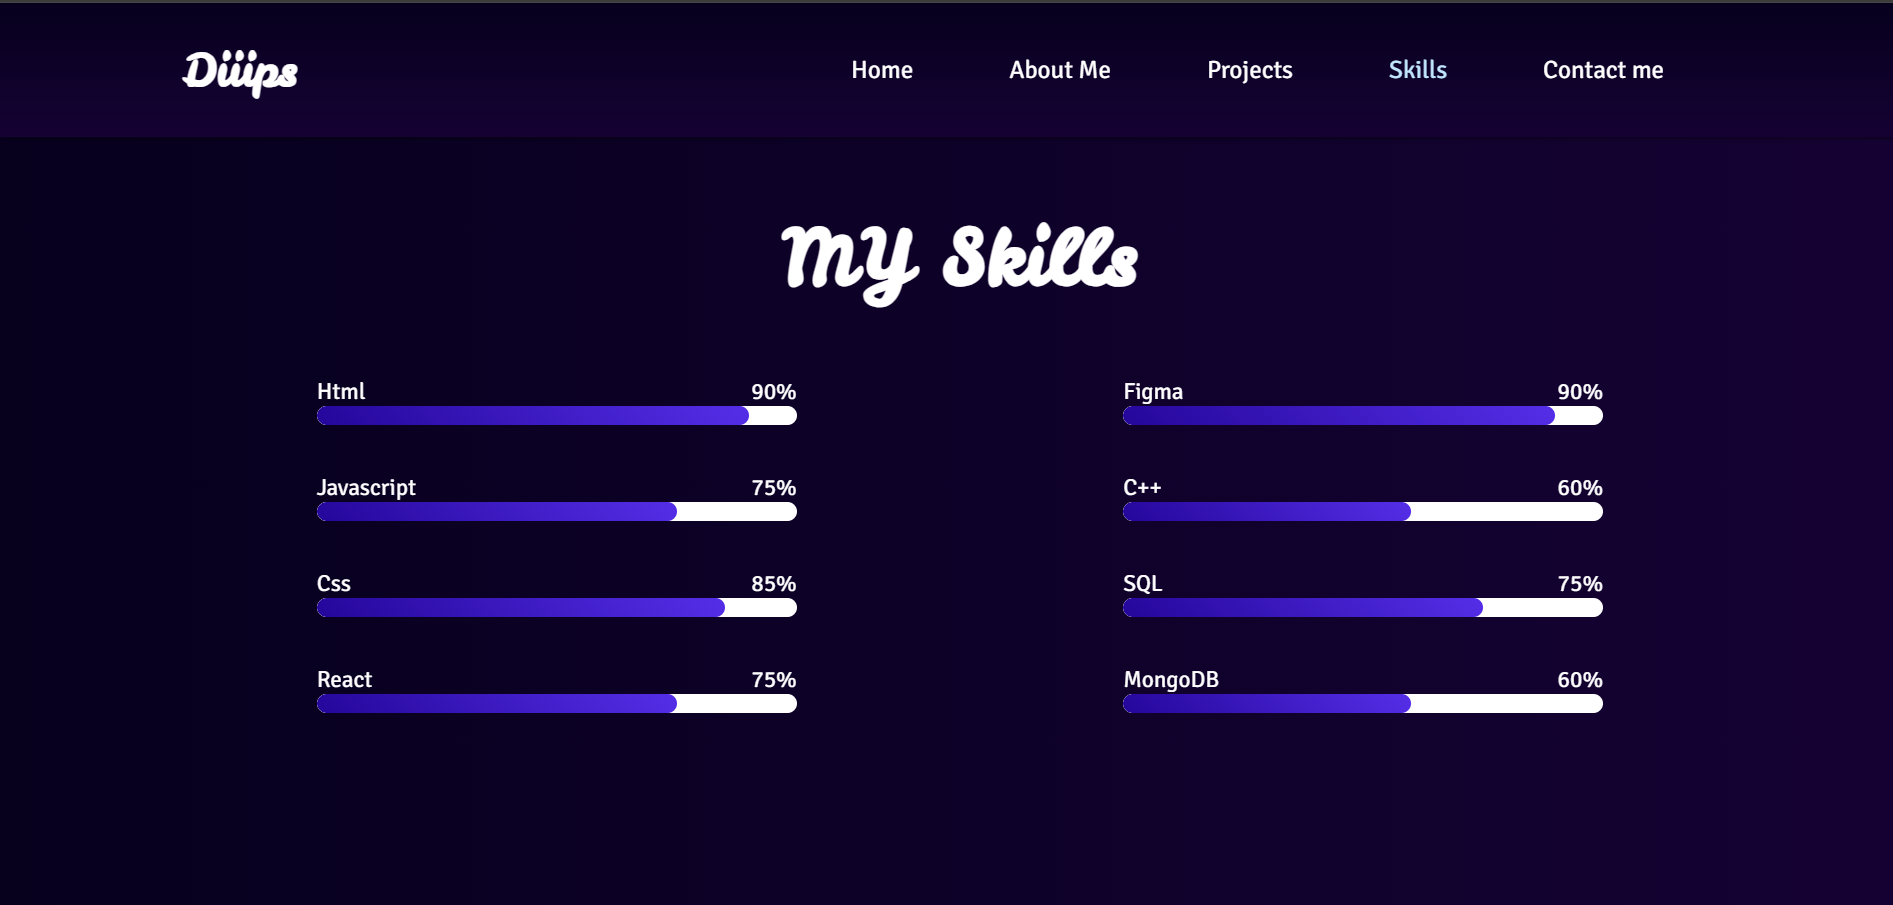 Diiips
Home About Me Projects Skills Contact me
MY Skills
Html 90%
Javascript 75%
Css 85%
React 75%
Figma 90%
C++ 60%
SQL 75%
MongoDB 60%